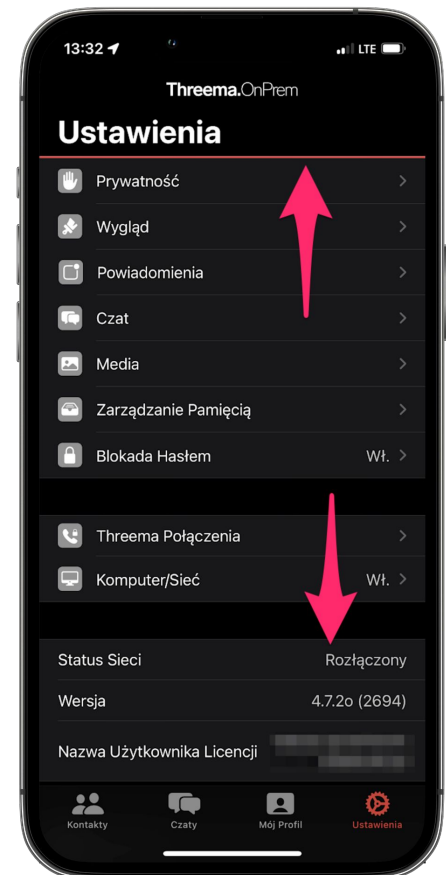 13:32
LTE
Threema.OnPrem
Ustawienia
Prywatność
Wygląd
Powiadomienia
Czat
Media
Zarządzanie Pamięcią
Blokada Hasłem Wł.
Threema Połączenia
Komputer/Sieć Wł.
Status Sieci Rozłączony
Wersja 4.7.2o (2694)
Nazwa Użytkownika Licencji
Kontakty Czaty Mój Profil Ustawienia